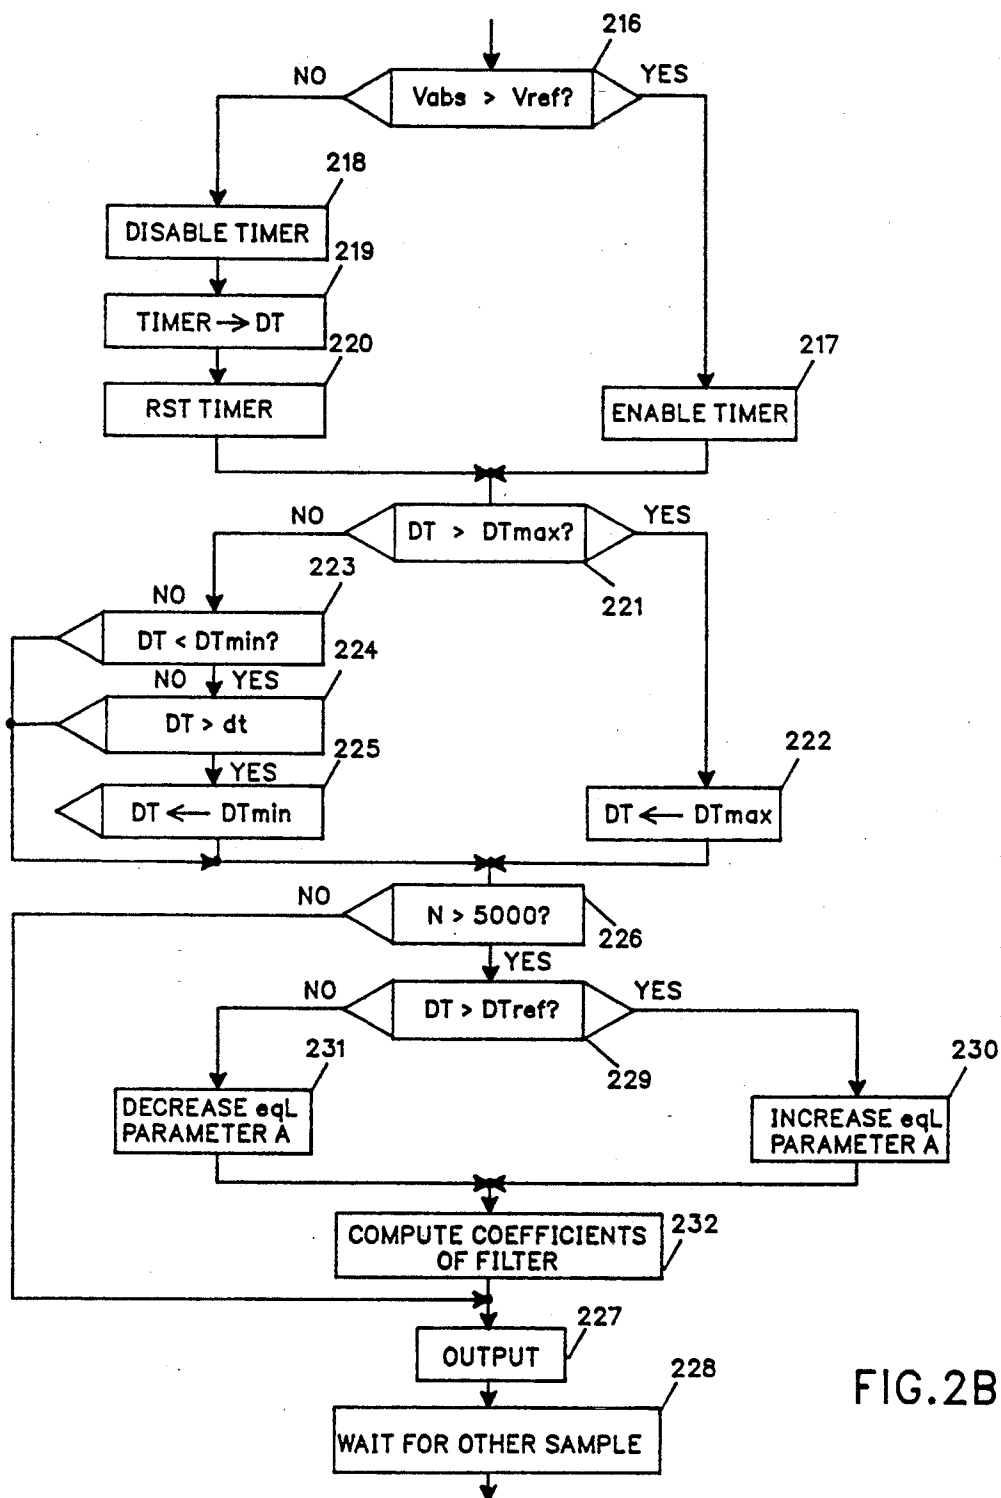 216
NO
YES
Vabs > Vref?
218
DISABLE TIMER
219
TIMER → DT
220
217
RST TIMER
ENABLE TIMER
NO
YES
DT > DTmax?
223
221
NO
DT < DTmin?
224
NO
YES
DT > dt
225
222
YES
DT ← DTmin
DT ← DTmax
NO
N > 5000?
226
YES
NO
YES
DT > DTref?
231
230
229
DECREASE eqL
PARAMETER A
INCREASE eqL
PARAMETER A
232
COMPUTE COEFFICIENTS
OF FILTER
227
OUTPUT
228
FIG.2B
WAIT FOR OTHER SAMPLE